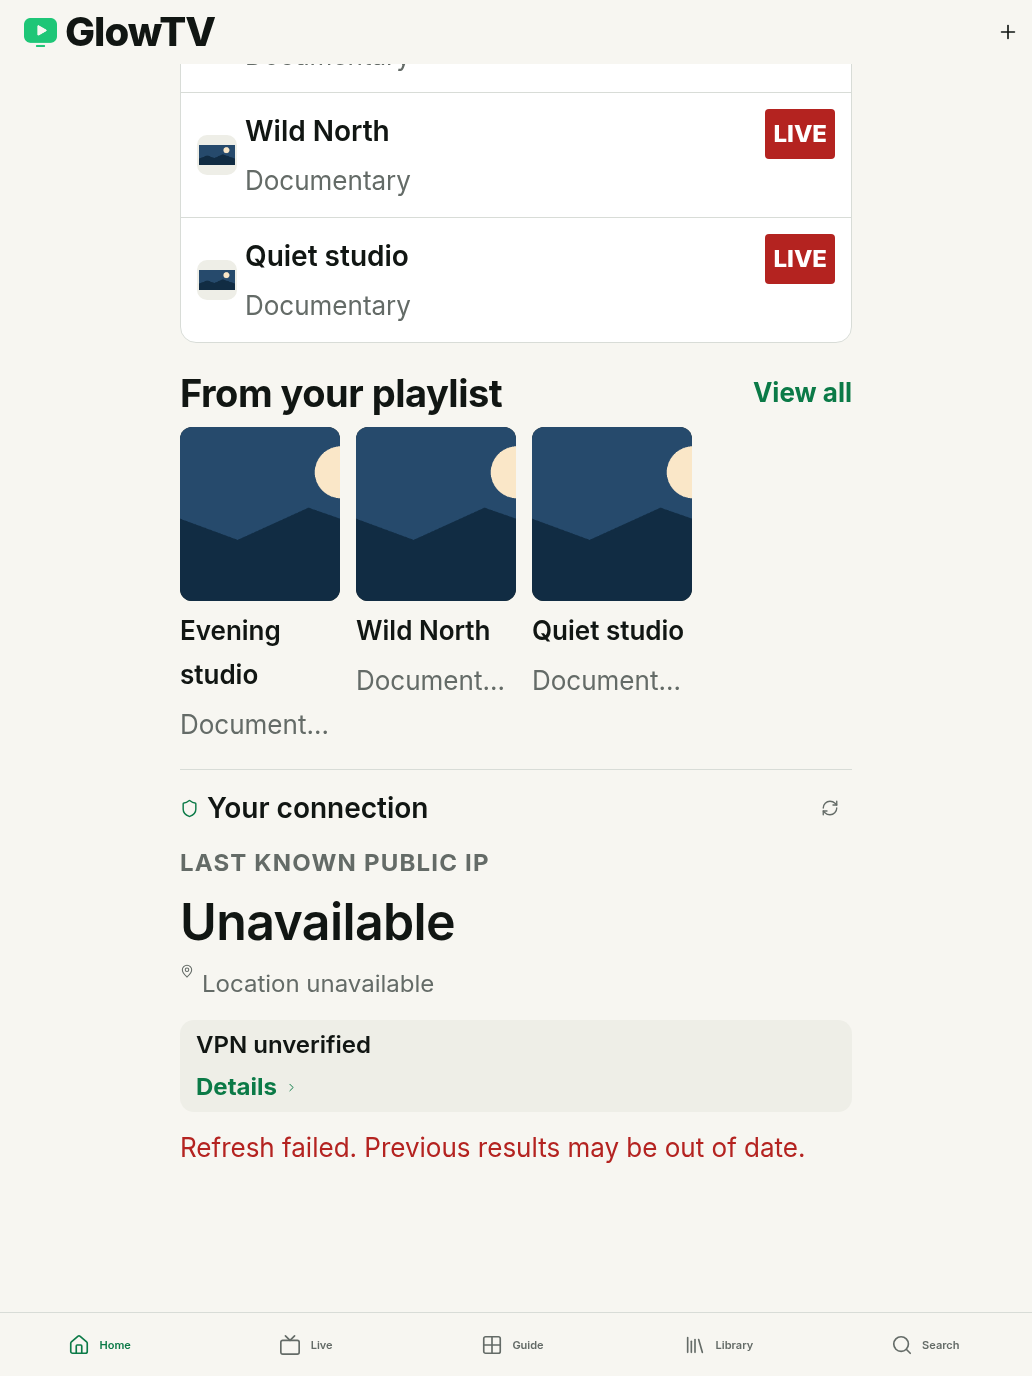 GlowTV
Documentary
Wild North
LIVE
Documentary
Quiet studio
LIVE
Documentary
From your playlist
View all
Evening
studio
Document...
Wild North
Document...
Quiet studio
Document...
Your connection
LAST KNOWN PUBLIC IP
Unavailable
Location unavailable
VPN unverified
Details
Refresh failed. Previous results may be out of date.
Home
Live
Guide
Library
Search